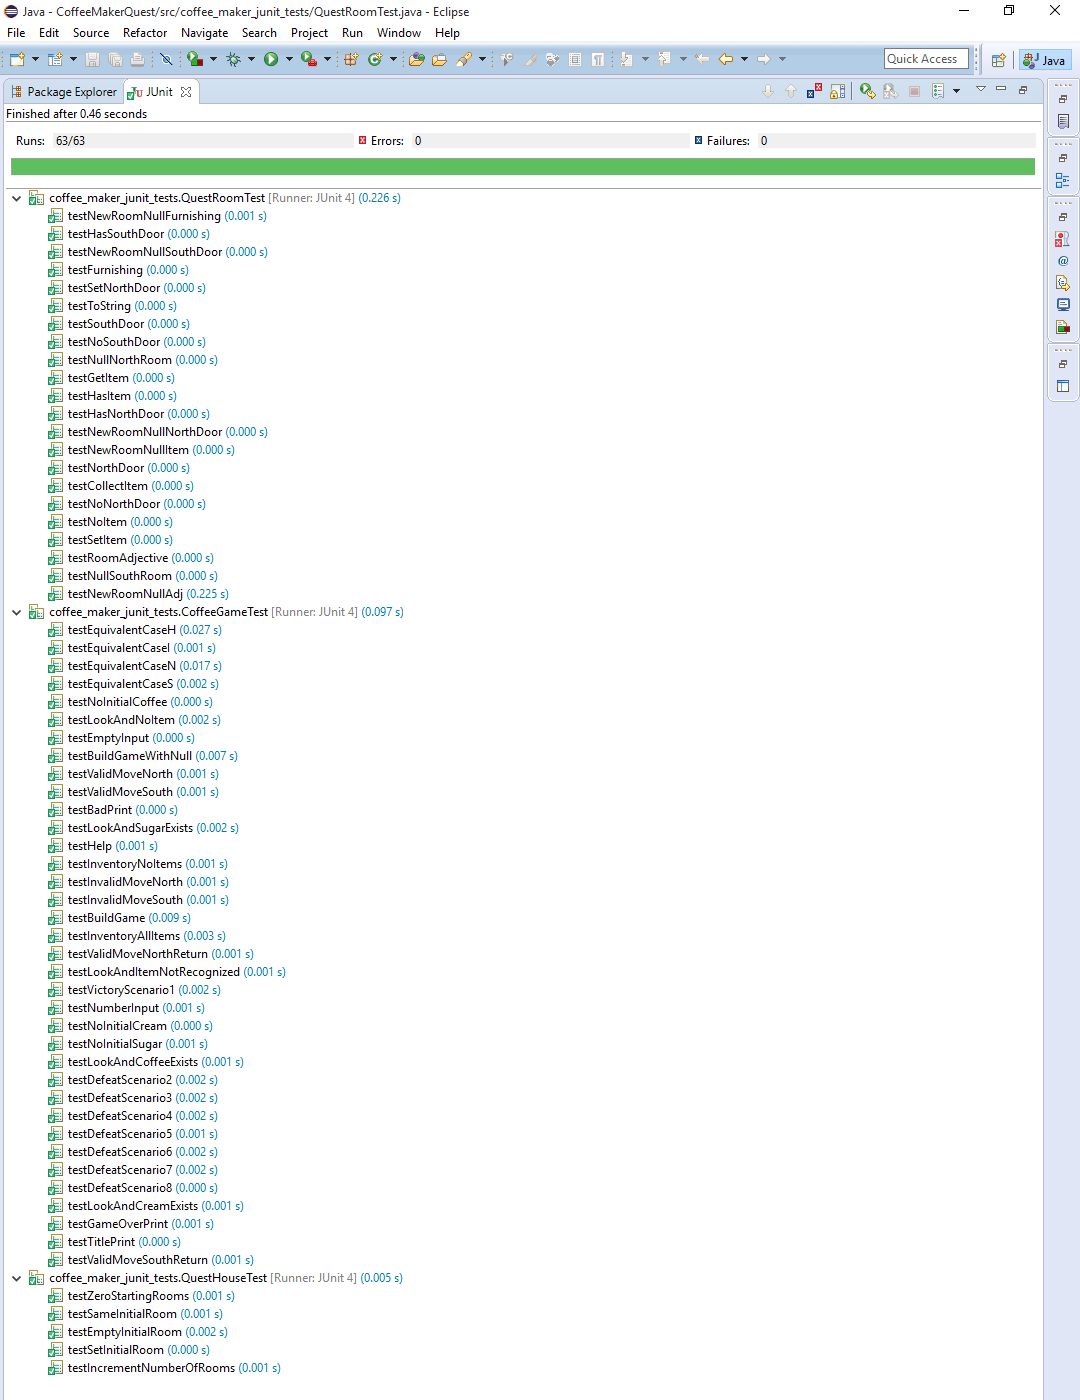 Java - CoffeeMakerQuest/src/coffee_maker_junit_tests/QuestRoomTest.java - Eclipse
File Edit Source Refactor Navigate Search Project Run Window Help
Quick Access Java
Package Explorer JUnit
Finished after 0.46 seconds
Runs: 63/63 Errors: 0 Failures: 0
coffee_maker_junit_tests.QuestRoomTest [Runner: JUnit 4] (0.226 s)
testNewRoomNullFurnishing (0.001 s)
testHasSouthDoor (0.000 s)
testNewRoomNullSouthDoor (0.000 s)
testFurnishing (0.000 s)
testSetNorthDoor (0.000 s)
testToString (0.000 s)
testSouthDoor (0.000 s)
testNoSouthDoor (0.000 s)
testNullNorthRoom (0.000 s)
testGetItem (0.000 s)
testHasItem (0.000 s)
testHasNorthDoor (0.000 s)
testNewRoomNullNorthDoor (0.000 s)
testNewRoomNullItem (0.000 s)
testNorthDoor (0.000 s)
testCollectItem (0.000 s)
testNoNorthDoor (0.000 s)
testNoItem (0.000 s)
testSetItem (0.000 s)
testRoomAdjective (0.000 s)
testNullSouthRoom (0.000 s)
testNewRoomNullAdj (0.225 s)
coffee_maker_junit_tests.CoffeeGameTest [Runner: JUnit 4] (0.097 s)
testEquivalentCaseH (0.027 s)
testEquivalentCaseI (0.001 s)
testEquivalentCaseN (0.017 s)
testEquivalentCaseS (0.002 s)
testNoInitialCoffee (0.000 s)
testLookAndNoItem (0.002 s)
testEmptyInput (0.000 s)
testBuildGameWithNull (0.007 s)
testValidMoveNorth (0.001 s)
testValidMoveSouth (0.001 s)
testBadPrint (0.000 s)
testLookAndSugarExists (0.002 s)
testHelp (0.001 s)
testInventoryNoItems (0.001 s)
testInvalidMoveNorth (0.001 s)
testInvalidMoveSouth (0.001 s)
testBuildGame (0.009 s)
testInventoryAllItems (0.003 s)
testValidMoveNorthReturn (0.001 s)
testLookAndItemNotRecognized (0.001 s)
testVictoryScenario1 (0.002 s)
testNumberInput (0.001 s)
testNoInitialCream (0.000 s)
testNoInitialSugar (0.001 s)
testLookAndCoffeeExists (0.001 s)
testDefeatScenario2 (0.002 s)
testDefeatScenario3 (0.002 s)
testDefeatScenario4 (0.002 s)
testDefeatScenario5 (0.001 s)
testDefeatScenario6 (0.002 s)
testDefeatScenario7 (0.002 s)
testDefeatScenario8 (0.000 s)
testLookAndCreamExists (0.001 s)
testGameOverPrint (0.001 s)
testTitlePrint (0.000 s)
testValidMoveSouthReturn (0.001 s)
coffee_maker_junit_tests.QuestHouseTest [Runner: JUnit 4] (0.005 s)
testZeroStartingRooms (0.001 s)
testSameInitialRoom (0.001 s)
testEmptyInitialRoom (0.002 s)
testSetInitialRoom (0.000 s)
testIncrementNumberOfRooms (0.001 s)